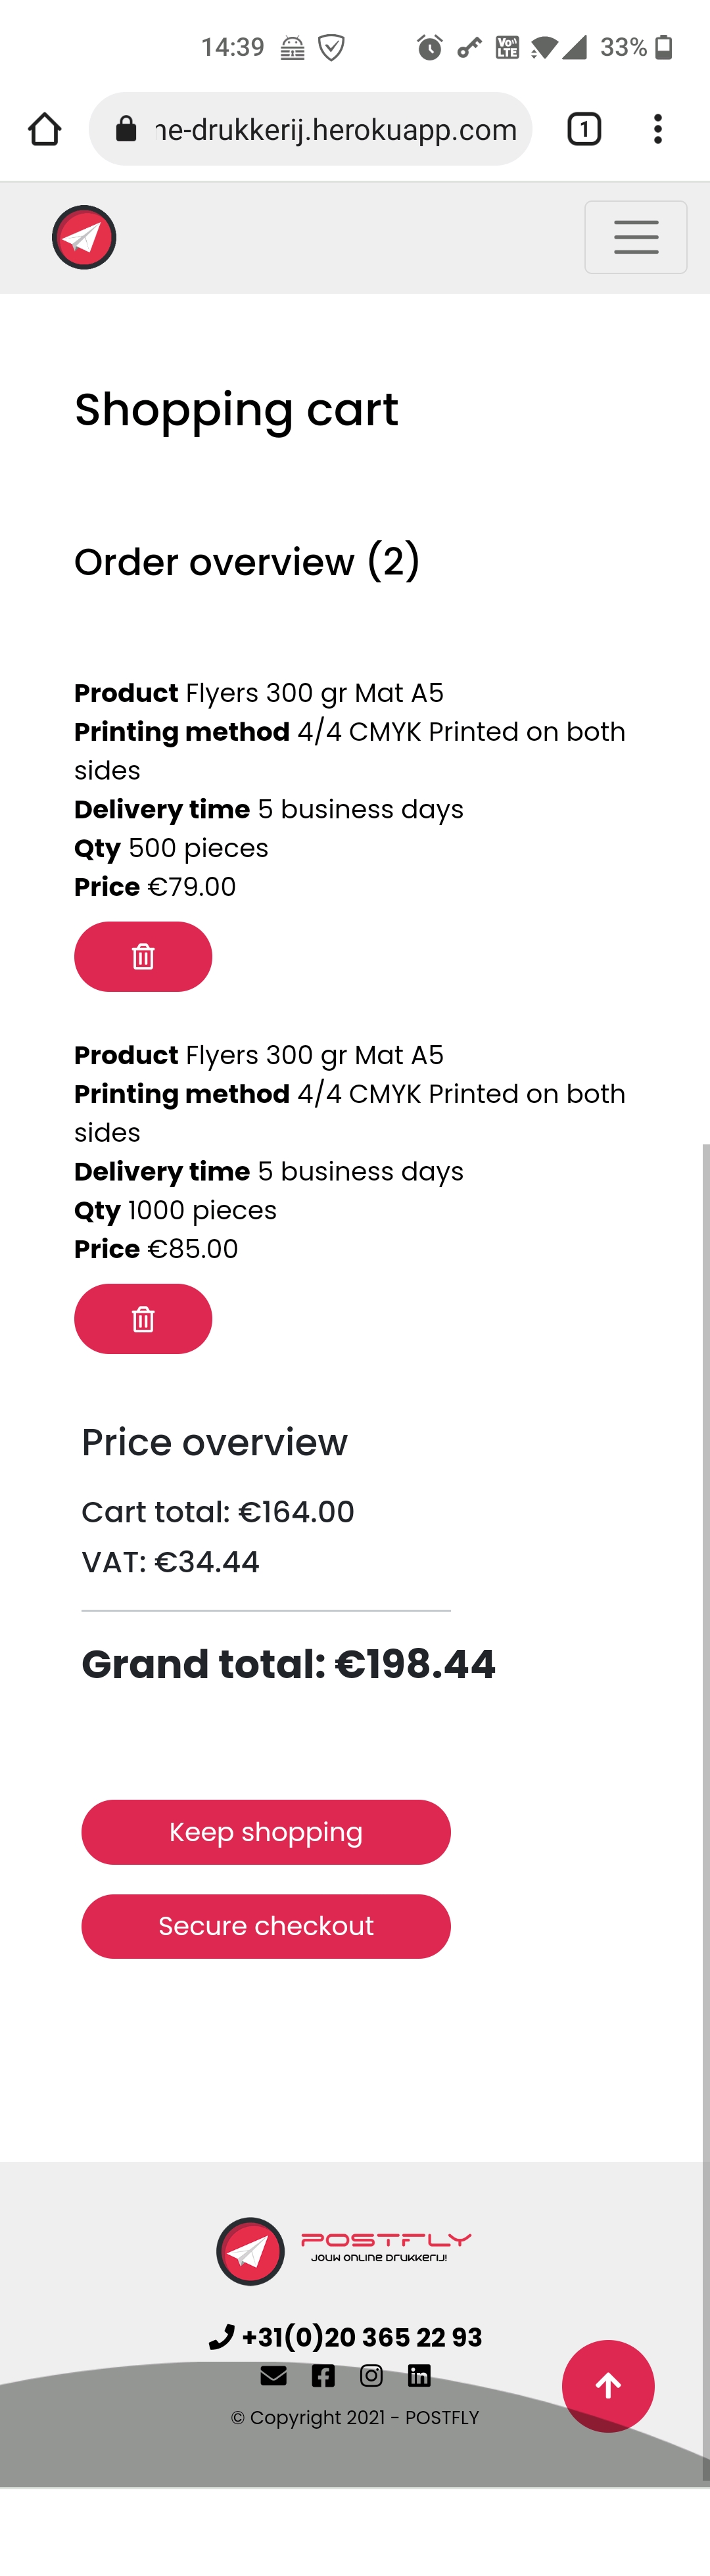 14:39
Vo))
LTE
33%
ne-drukkerij.herokuapp.com
1
Shopping cart
Order overview (2)
Product Flyers 300 gr Mat A5
Printing method 4/4 CMYK Printed on both
sides
Delivery time 5 business days
Qty 500 pieces
Price €79.00
Product Flyers 300 gr Mat A5
Printing method 4/4 CMYK Printed on both
sides
Delivery time 5 business days
Qty 1000 pieces
Price €85.00
Price overview
Cart total: €164.00
VAT: €34.44
Grand total: €198.44
Keep shopping
Secure checkout
POSTFLY
Jouw online drukkerij!
+31(0)20 365 22 93
© Copyright 2021 - POSTFLY